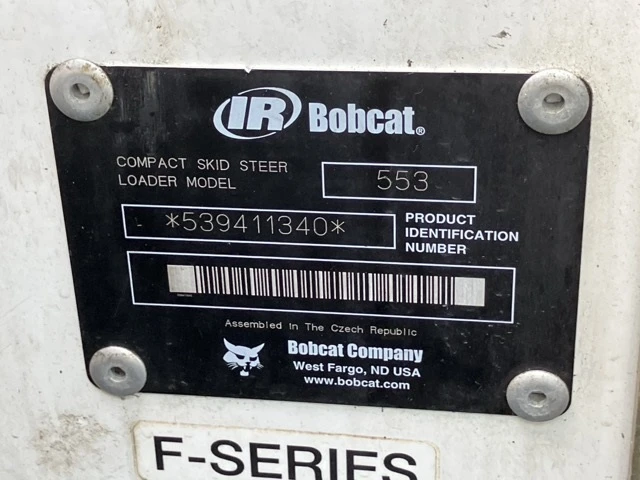 IR Bobcat®
COMPACT SKID STEER
LOADER MODEL
553
*539411340*
PRODUCT
IDENTIFICATION
NUMBER
Assembled In The Czech Republic
Bobcat Company
West Fargo, ND USA
www.bobcat.com
F-SERIES